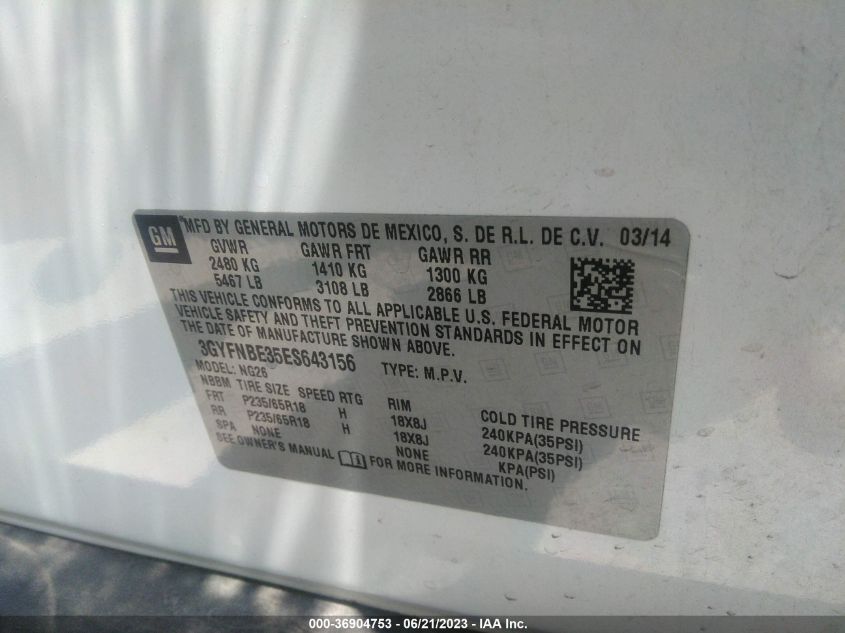 GM
MFD BY GENERAL MOTORS DE MEXICO, S. DE R.L. DE C.V. 03/14
GVWR GAWR FRT GAWR RR
2480 KG 1410 KG 1300 KG
5467 LB 3108 LB 2866 LB
THIS VEHICLE CONFORMS TO ALL APPLICABLE U.S. FEDERAL MOTOR
VEHICLE SAFETY AND THEFT PREVENTION STANDARDS IN EFFECT ON
THE DATE OF MANUFACTURE SHOWN ABOVE.
3GYFNBE35ES643156 TYPE: M.P.V.
MODEL: NG26
NBBM TIRE SIZE SPEED RTG RIM COLD TIRE PRESSURE
FRT P235/65R18 H 18X8J 240KPA(35PSI)
RR P235/65R18 H 18X8J 240KPA(35PSI)
SPA NONE NONE KPA(PSI)
SEE OWNER'S MANUAL FOR MORE INFORMATION.
000-36904753 - 06/21/2023 - IAA Inc.